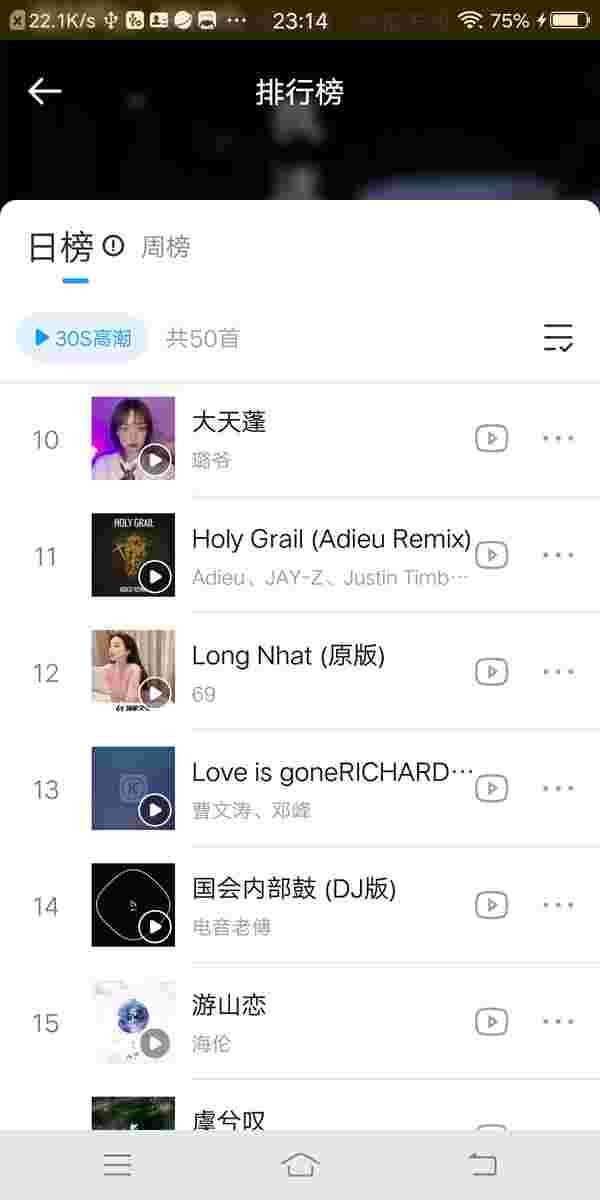 22.1K/s
23:14
75%
排行榜
日榜 周榜
30S高潮 共50首
10
大天蓬
璐爷
HOLY GRAIL
11
Holy Grail (Adieu Remix)
Adieu、JAY-Z、Justin Timb…
12
Long Nhat (原版)
69
13
Love is goneRICHARD…
曹文涛、邓峰
14
国会内部鼓 (DJ版)
电音老傅
15
游山恋
海伦
虞兮叹